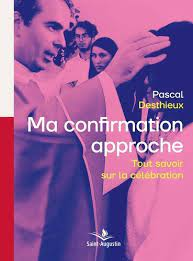 Pascal
Desthieux
Ma confirmation
approche
Tout savoir
sur la célébration
Saint-Augustin